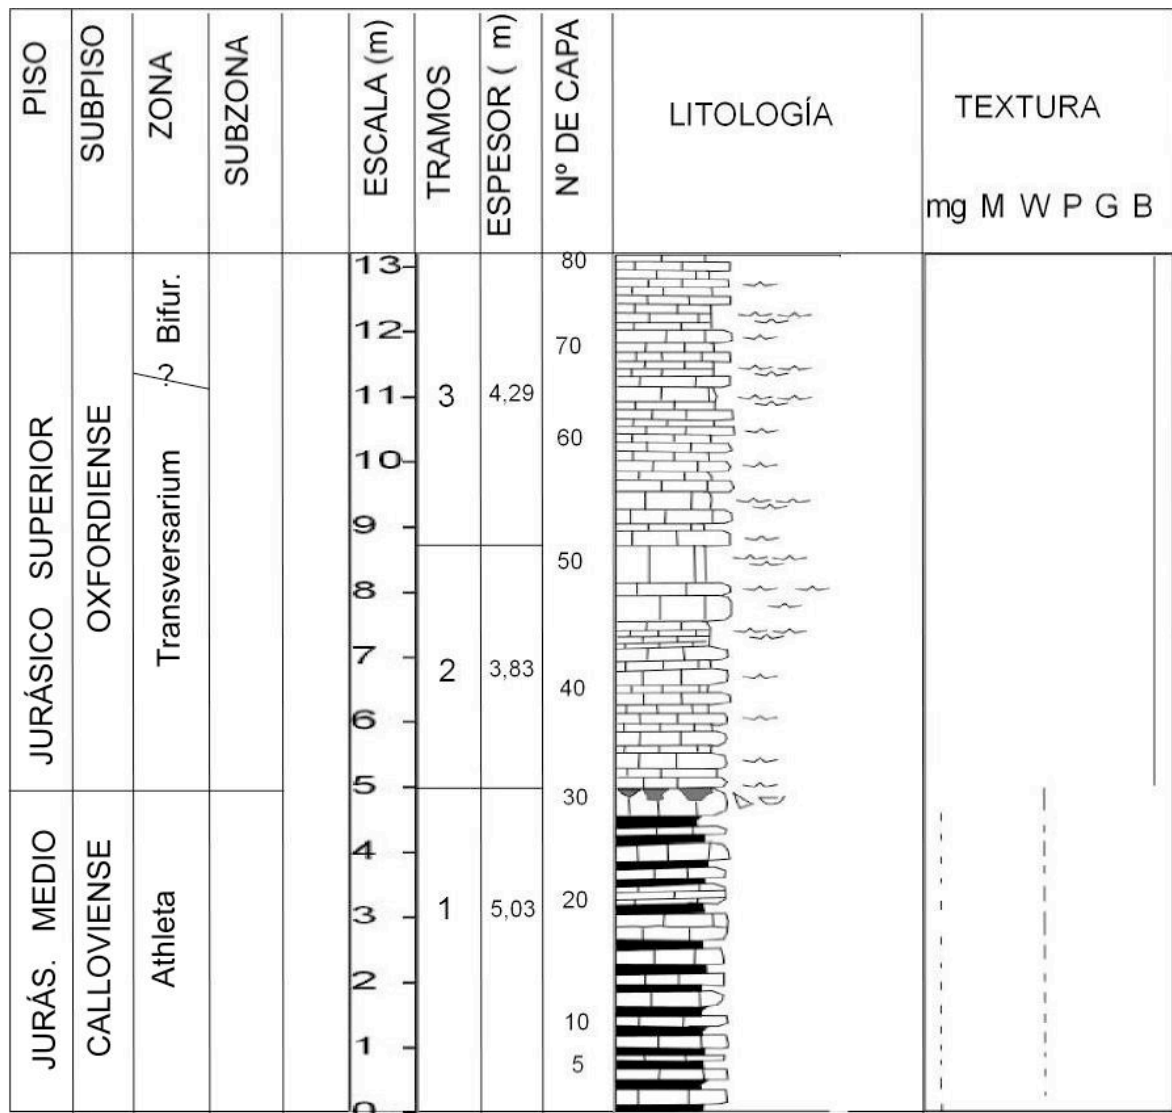 PISO
SUBPISO
ZONA
SUBZONA
ESCALA (m)
TRAMOS
ESPESOR ( m)
Nº DE CAPA
LITOLOGÍA
TEXTURA
mg M W P G B
JURÁSICO SUPERIOR
OXFORDIENSE
Bifur.
?
Transversarium
JURÁS. MEDIO
CALLOVIENSE
Athleta
13
12
11
10
9
8
7
6
5
4
3
2
1
0
3
2
1
4,29
3,83
5,03
80
70
60
50
40
30
20
10
5